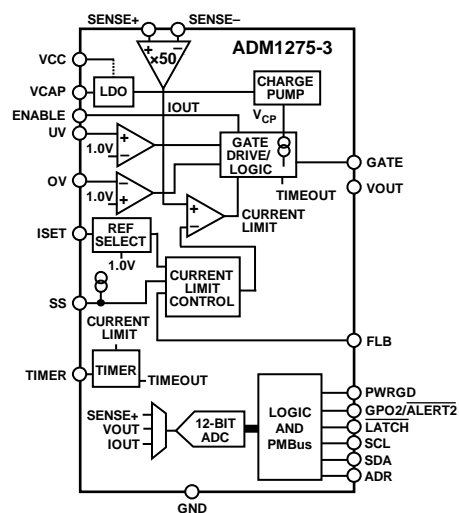 SENSE+ SENSE–
ADM1275-3
+ –
×50
VCC
VCAP
LDO
CHARGE
PUMP
ENABLE
IOUT
VCP
UV
+
1.0V –
GATE
DRIVE/
LOGIC
GATE
TIMEOUT
VOUT
OV
–
1.0V +
+
–
CURRENT
LIMIT
ISET
REF
SELECT
1.0V
CURRENT
LIMIT
CONTROL
SS
CURRENT
LIMIT
FLB
TIMER
TIMER
TIMEOUT
SENSE+
VOUT
IOUT
12-BIT
ADC
LOGIC
AND
PMBus
PWRGD
GPO2/ALERT2
LATCH
SCL
SDA
ADR
GND